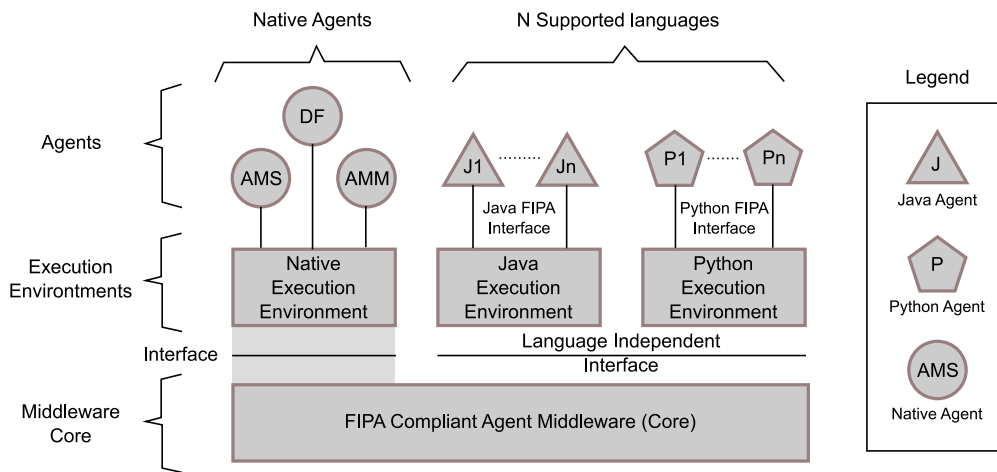 Native Agents
N Supported languages
Legend
Agents
DF
AMS
AMM
J1
Jn
P1
Pn
J
Java Agent
Java FIPA
Interface
Python FIPA
Interface
Execution
Environtments
Native
Execution
Environment
Java
Execution
Environment
Python
Execution
Environment
P
Python Agent
Interface
Language Independent
Interface
AMS
Native Agent
Middleware
Core
FIPA Compliant Agent Middleware (Core)